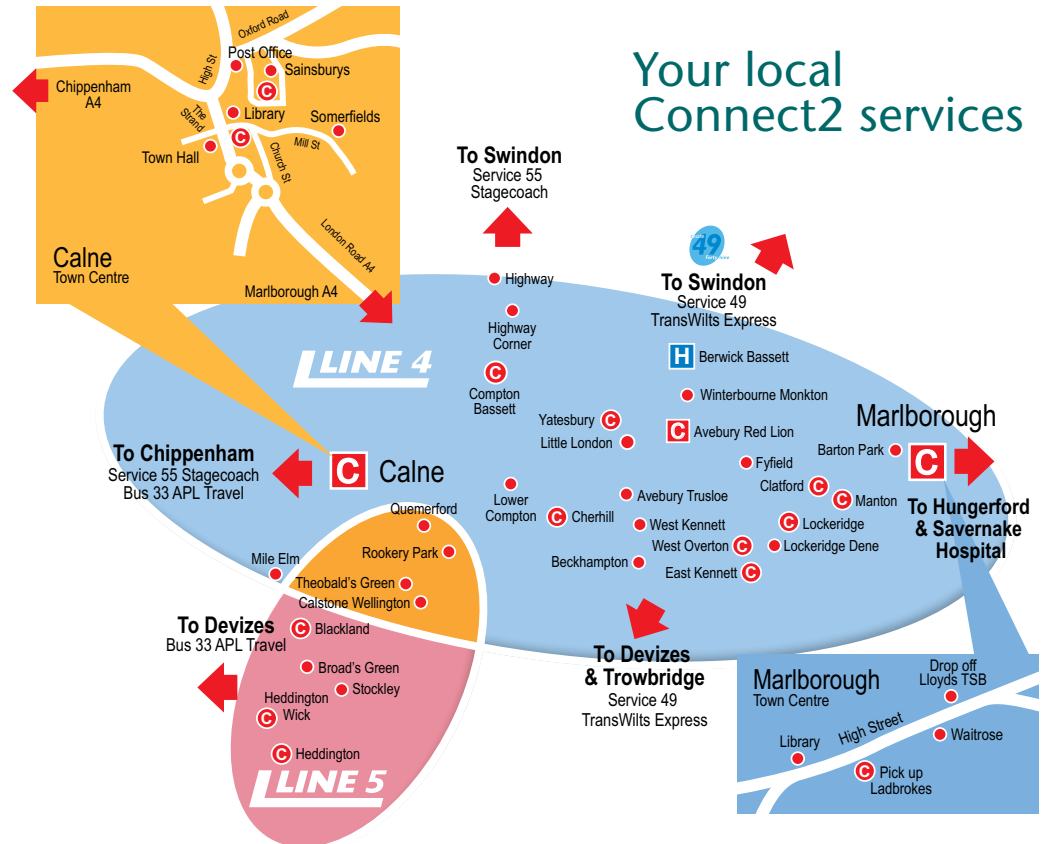 Your local
Connect2 services
Oxford Road
High St
Post Office
Sainsburys
C
Chippenham
A4
The
Strand
Library
Somerfields
C
Mill St
Town Hall
Church St
London Road A4
Calne
Town Centre
Marlborough A4
To Swindon
Service 55
Stagecoach
49
To Swindon
Service 49
TransWilts Express
Highway
Highway
Corner
LINE 4
H
Berwick Bassett
C
Compton
Bassett
Winterbourne Monkton
Yatesbury
C
Little London
C
Avebury Red Lion
Marlborough
Barton Park
C
To Chippenham
Service 55 Stagecoach
Bus 33 APL Travel
C
Calne
Fyfield
Clatford
C
C
Manton
To Hungerford
& Savernake
Hospital
Lower
Compton
C
Cherhill
Avebury Trusloe
West Kennett
C
Lockeridge
West Overton
C
Lockeridge Dene
Beckhampton
East Kennett
C
Quemerford
Rookery Park
Mile Elm
Theobald's Green
Calstone Wellington
To Devizes
Bus 33 APL Travel
C
Blackland
Broad's Green
Stockley
Heddington
Wick
C
C
Heddington
LINE 5
To Devizes
& Trowbridge
Service 49
TransWilts Express
Marlborough
Town Centre
Drop off
Lloyds TSB
High Street
Waitrose
Library
C
Pick up
Ladbrokes